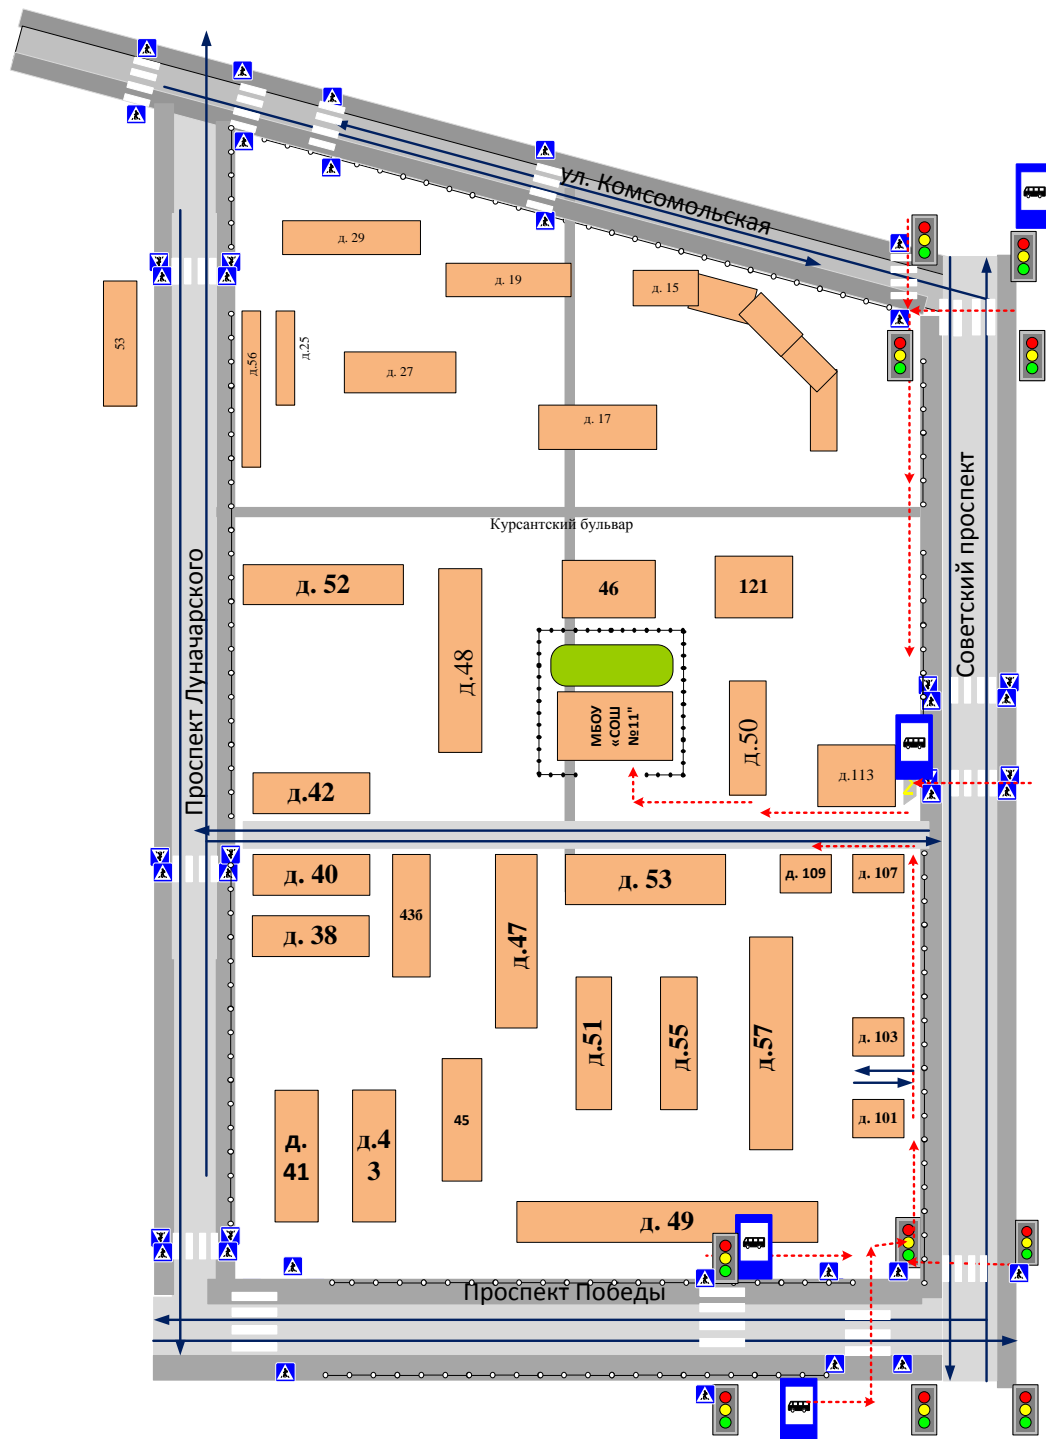 ул. Комсомольская
д. 29
д. 19
д. 15
53
д.56
д.25
д. 27
д. 17
Курсантский бульвар
Проспект Луначарского
Советский проспект
д. 52
д.48
46
121
МБОУ
«СОШ
№11"
д.50
д.113
2
д.42
д. 40
д. 38
43б
д.47
д. 53
д. 109
д. 107
д.51
д.55
д.57
д. 103
д. 101
д.
41
д.4
3
45
д. 49
Проспект Победы